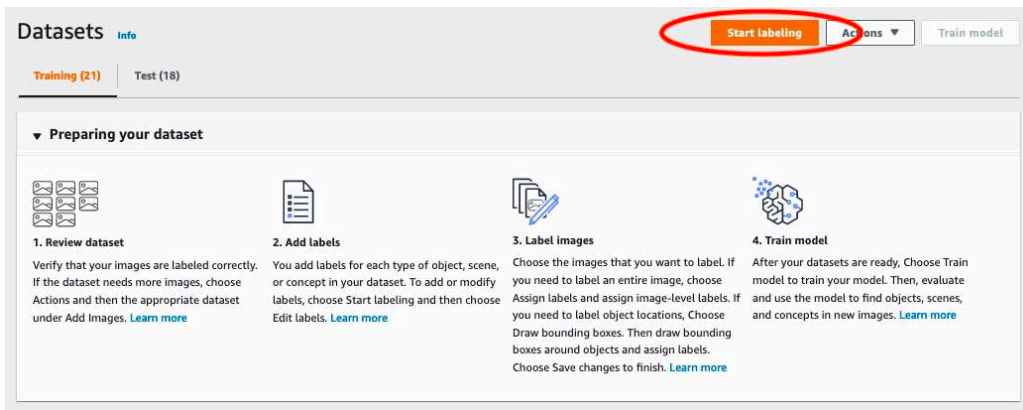 Datasets Info
Start labeling
Actions ▼
Train model
Training (21)
Test (18)
▼ Preparing your dataset
1. Review dataset
Verify that your images are labeled correctly.
If the dataset needs more images, choose
Actions and then the appropriate dataset
under Add Images. Learn more
2. Add labels
You add labels for each type of object, scene,
or concept in your dataset. To add or modify
labels, choose Start labeling and then choose
Edit labels. Learn more
3. Label images
Choose the images that you want to label. If
you need to label an entire image, choose
Assign labels and assign image-level labels. If
you need to label object locations, Choose
Draw bounding boxes. Then draw bounding
boxes around objects and assign labels.
Choose Save changes to finish. Learn more
4. Train model
After your datasets are ready, Choose Train
model to train your model. Then, evaluate
and use the model to find objects, scenes,
and concepts in new images. Learn more